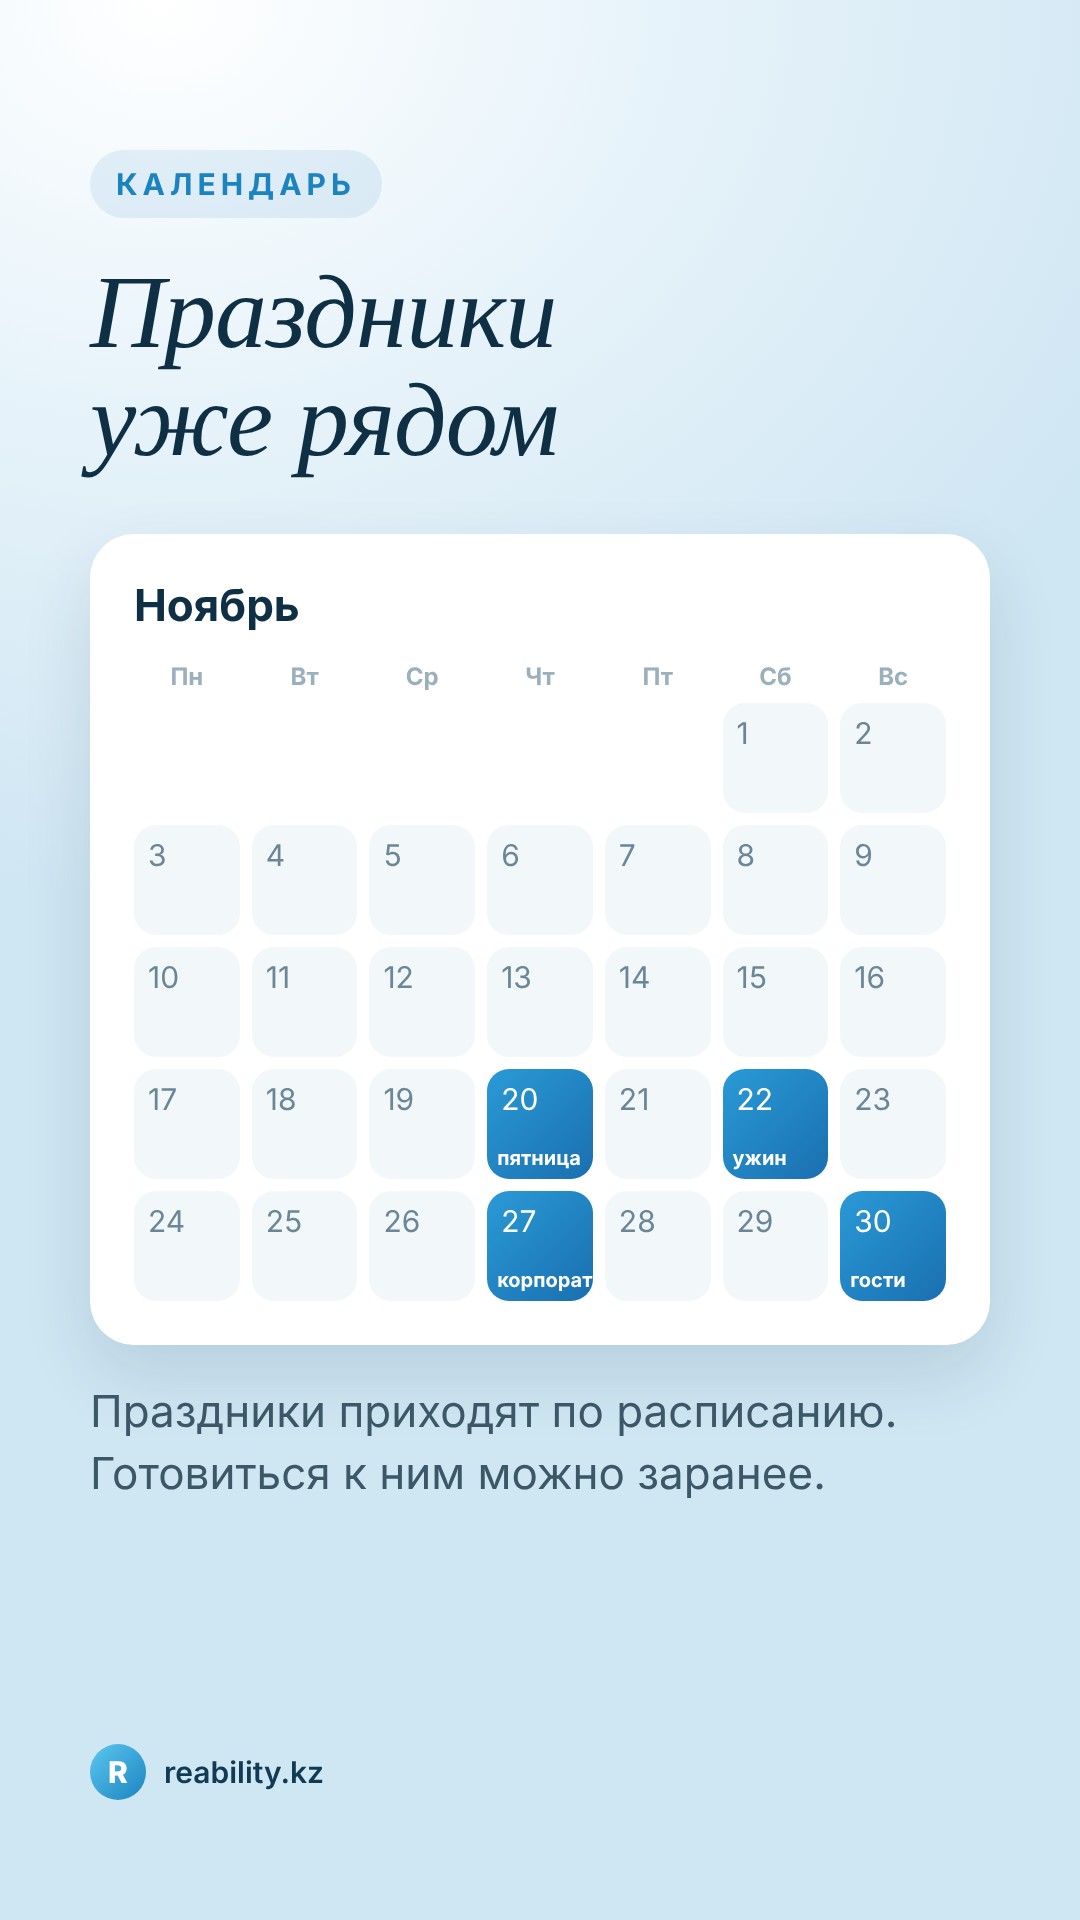 КАЛЕНДАРЬ
Праздники
уже рядом
Ноябрь
Пн Вт Ср Чт Пт Сб Вс
1 2
3 4 5 6 7 8 9
10 11 12 13 14 15 16
17 18 19 20 21 22 23
пятница ужин
24 25 26 27 28 29 30
корпорат гости
Праздники приходят по расписанию.
Готовиться к ним можно заранее.
R reability.kz